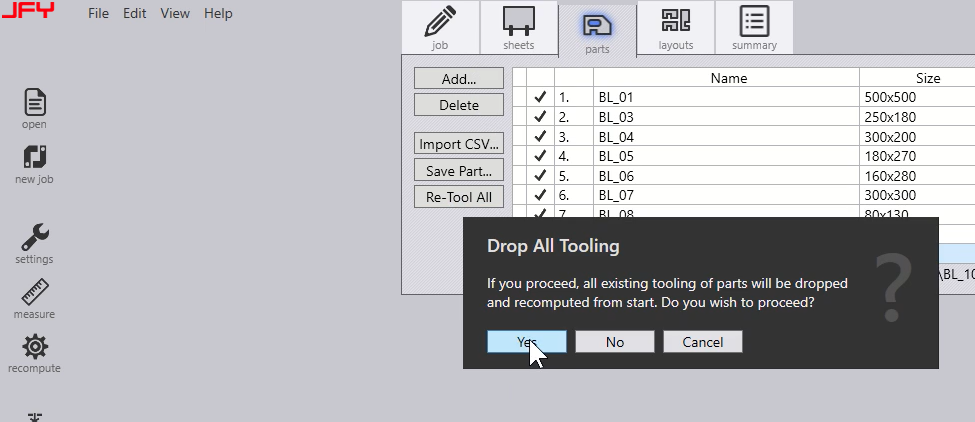 JFY
File Edit View Help
job
sheets
parts
layouts
summary
open
new job
settings
measure
recompute
Add...
Delete
Import CSV...
Save Part...
Re-Tool All
Name Size
1. BL_01 500x500
2. BL_03 250x180
3. BL_04 300x200
4. BL_05 180x270
5. BL_06 160x280
6. BL_07 300x300
7. BL_08 80x130
\BL_10
Drop All Tooling
If you proceed, all existing tooling of parts will be dropped
and recomputed from start. Do you wish to proceed?
?
Yes No Cancel